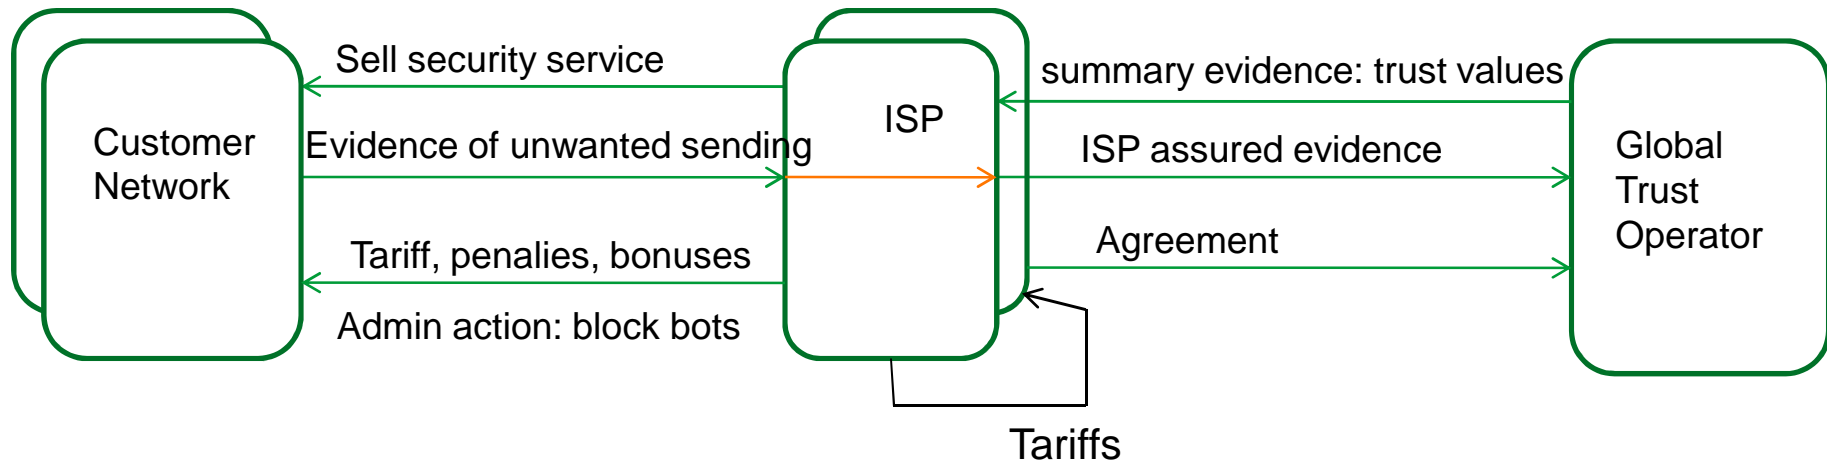 Sell security service
summary evidence: trust values
ISP
Customer
Network
Evidence of unwanted sending
ISP assured evidence
Global
Trust
Operator
Tariff, penalies, bonuses
Agreement
Admin action: block bots
Tariffs